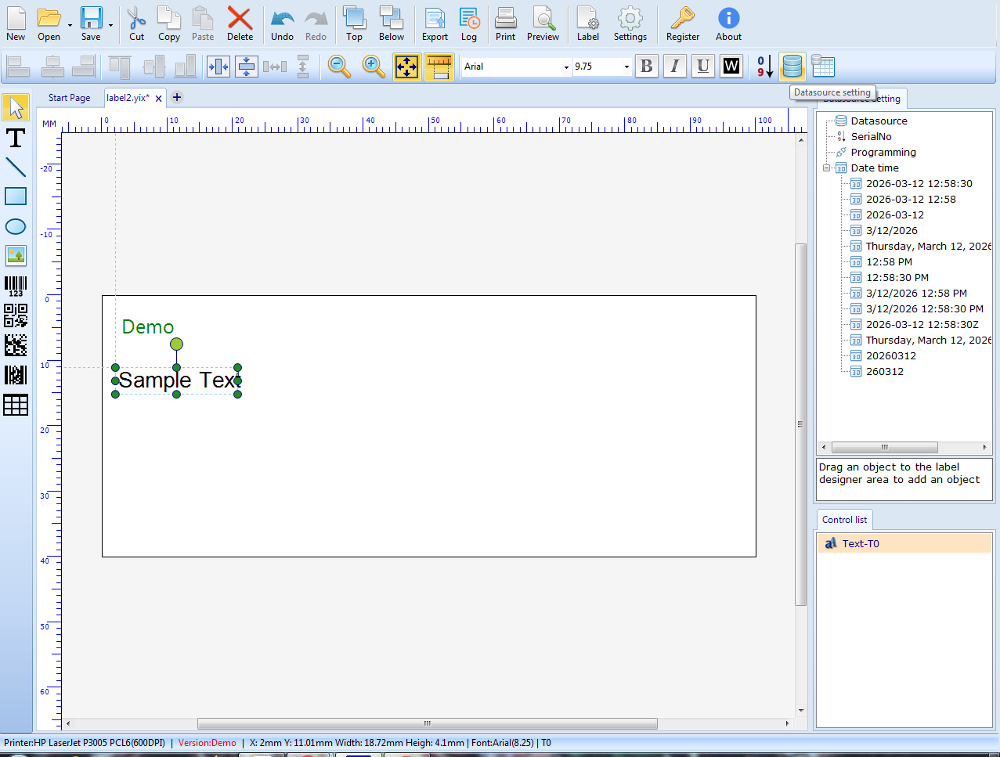 New Open Save Cut Copy Paste Delete Undo Redo Top Below Export Log Print Preview Label Settings Register About
Arial 9.75 B I U W 0 9
Datasource setting
Start Page label2.yix* x + Datasource setting
MM 0 10 20 30 40 50 60 70 80 90 100
-20
-10
0
10
20
30
40
50
60
T
123
Demo
Sample Text
Datasource
SerialNo
Programming
Date time
2026-03-12 12:58:30
2026-03-12 12:58
2026-03-12
3/12/2026
Thursday, March 12, 2026
12:58 PM
12:58:30 PM
3/12/2026 12:58 PM
3/12/2026 12:58:30 PM
2026-03-12 12:58:30Z
Thursday, March 12, 2026
20260312
260312
Drag an object to the label
designer area to add an object
Control list
Text-T0
Printer:HP LaserJet P3005 PCL6(600DPI) | Version:Demo | X: 2mm Y: 11.01mm Width: 18.72mm Heigh: 4.1mm | Font:Arial(8.25) | T0